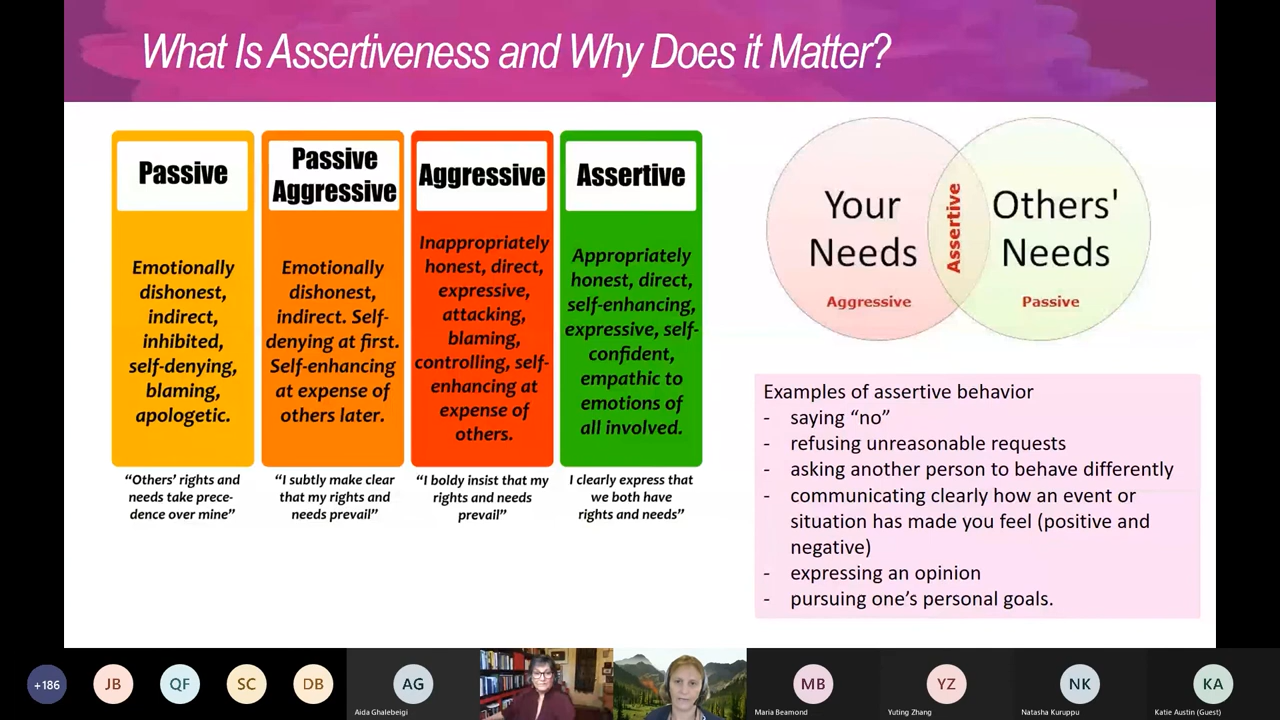 What Is Assertiveness and Why Does it Matter?
Passive
Emotionally
dishonest,
indirect,
inhibited,
self-denying,
blaming,
apologetic.
“Others’ rights and
needs take prece-
dence over mine”
Passive
Aggressive
Emotionally
dishonest,
indirect. Self-
denying at first.
Self-enhancing
at expense of
others later.
“I subtly make clear
that my rights and
needs prevail”
Aggressive
Inappropriately
honest, direct,
expressive,
attacking,
blaming,
controlling, self-
enhancing at
expense of
others.
“I boldly insist that my
rights and needs
prevail”
Assertive
Appropriately
honest, direct,
self-enhancing,
expressive, self-
confident,
empathic to
emotions of
all involved.
I clearly express that
we both have
rights and needs”
Your
Needs
Aggressive
Assertive
Others'
Needs
Passive
Examples of assertive behavior
- saying “no”
- refusing unreasonable requests
- asking another person to behave differently
- communicating clearly how an event or
situation has made you feel (positive and
negative)
- expressing an opinion
- pursuing one’s personal goals.
+186
JB
QF
SC
DB
AG
Aida Ghalebeigi
MB
Maria Beamond
YZ
Yuting Zhang
NK
Natasha Kuruppu
KA
Katie Austin (Guest)